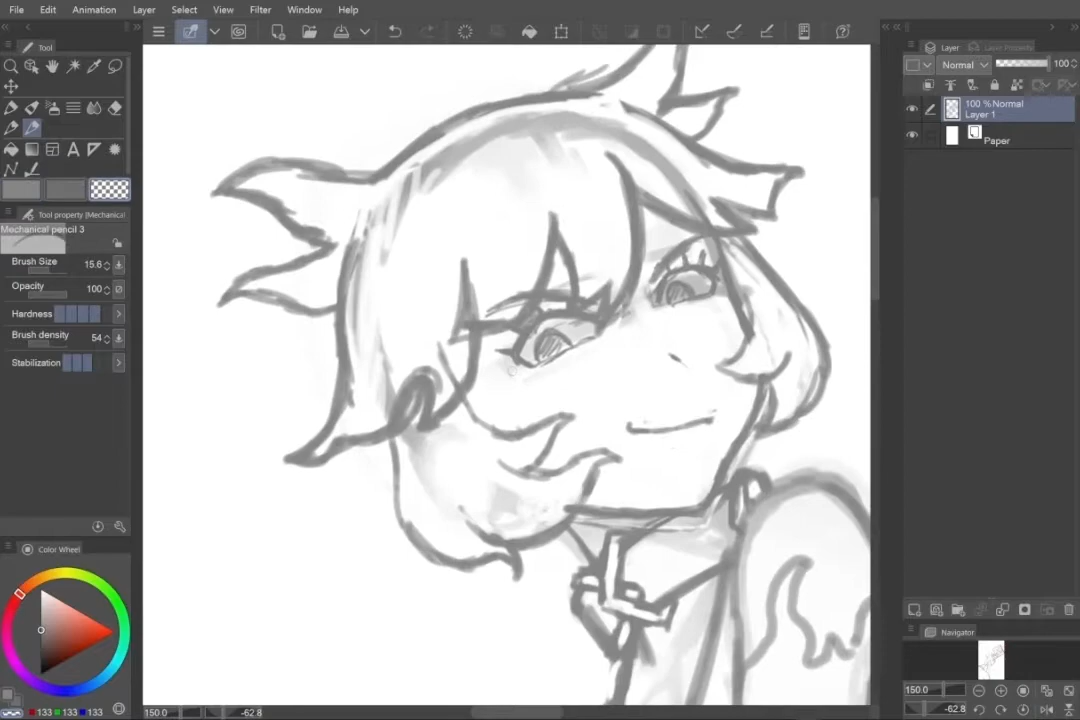 File Edit Animation Layer Select View Filter Window Help
Tool
Layer Layer Property
Normal 100
100 % Normal
Layer 1
Paper
Tool property (Mechanical
Mechanical pencil 3
Brush Size 15.6
Opacity 100
Hardness
Brush density 54
Stabilization
Color Wheel
Navigator
150.0
-62.8
133 133 133
150.0 -62.8